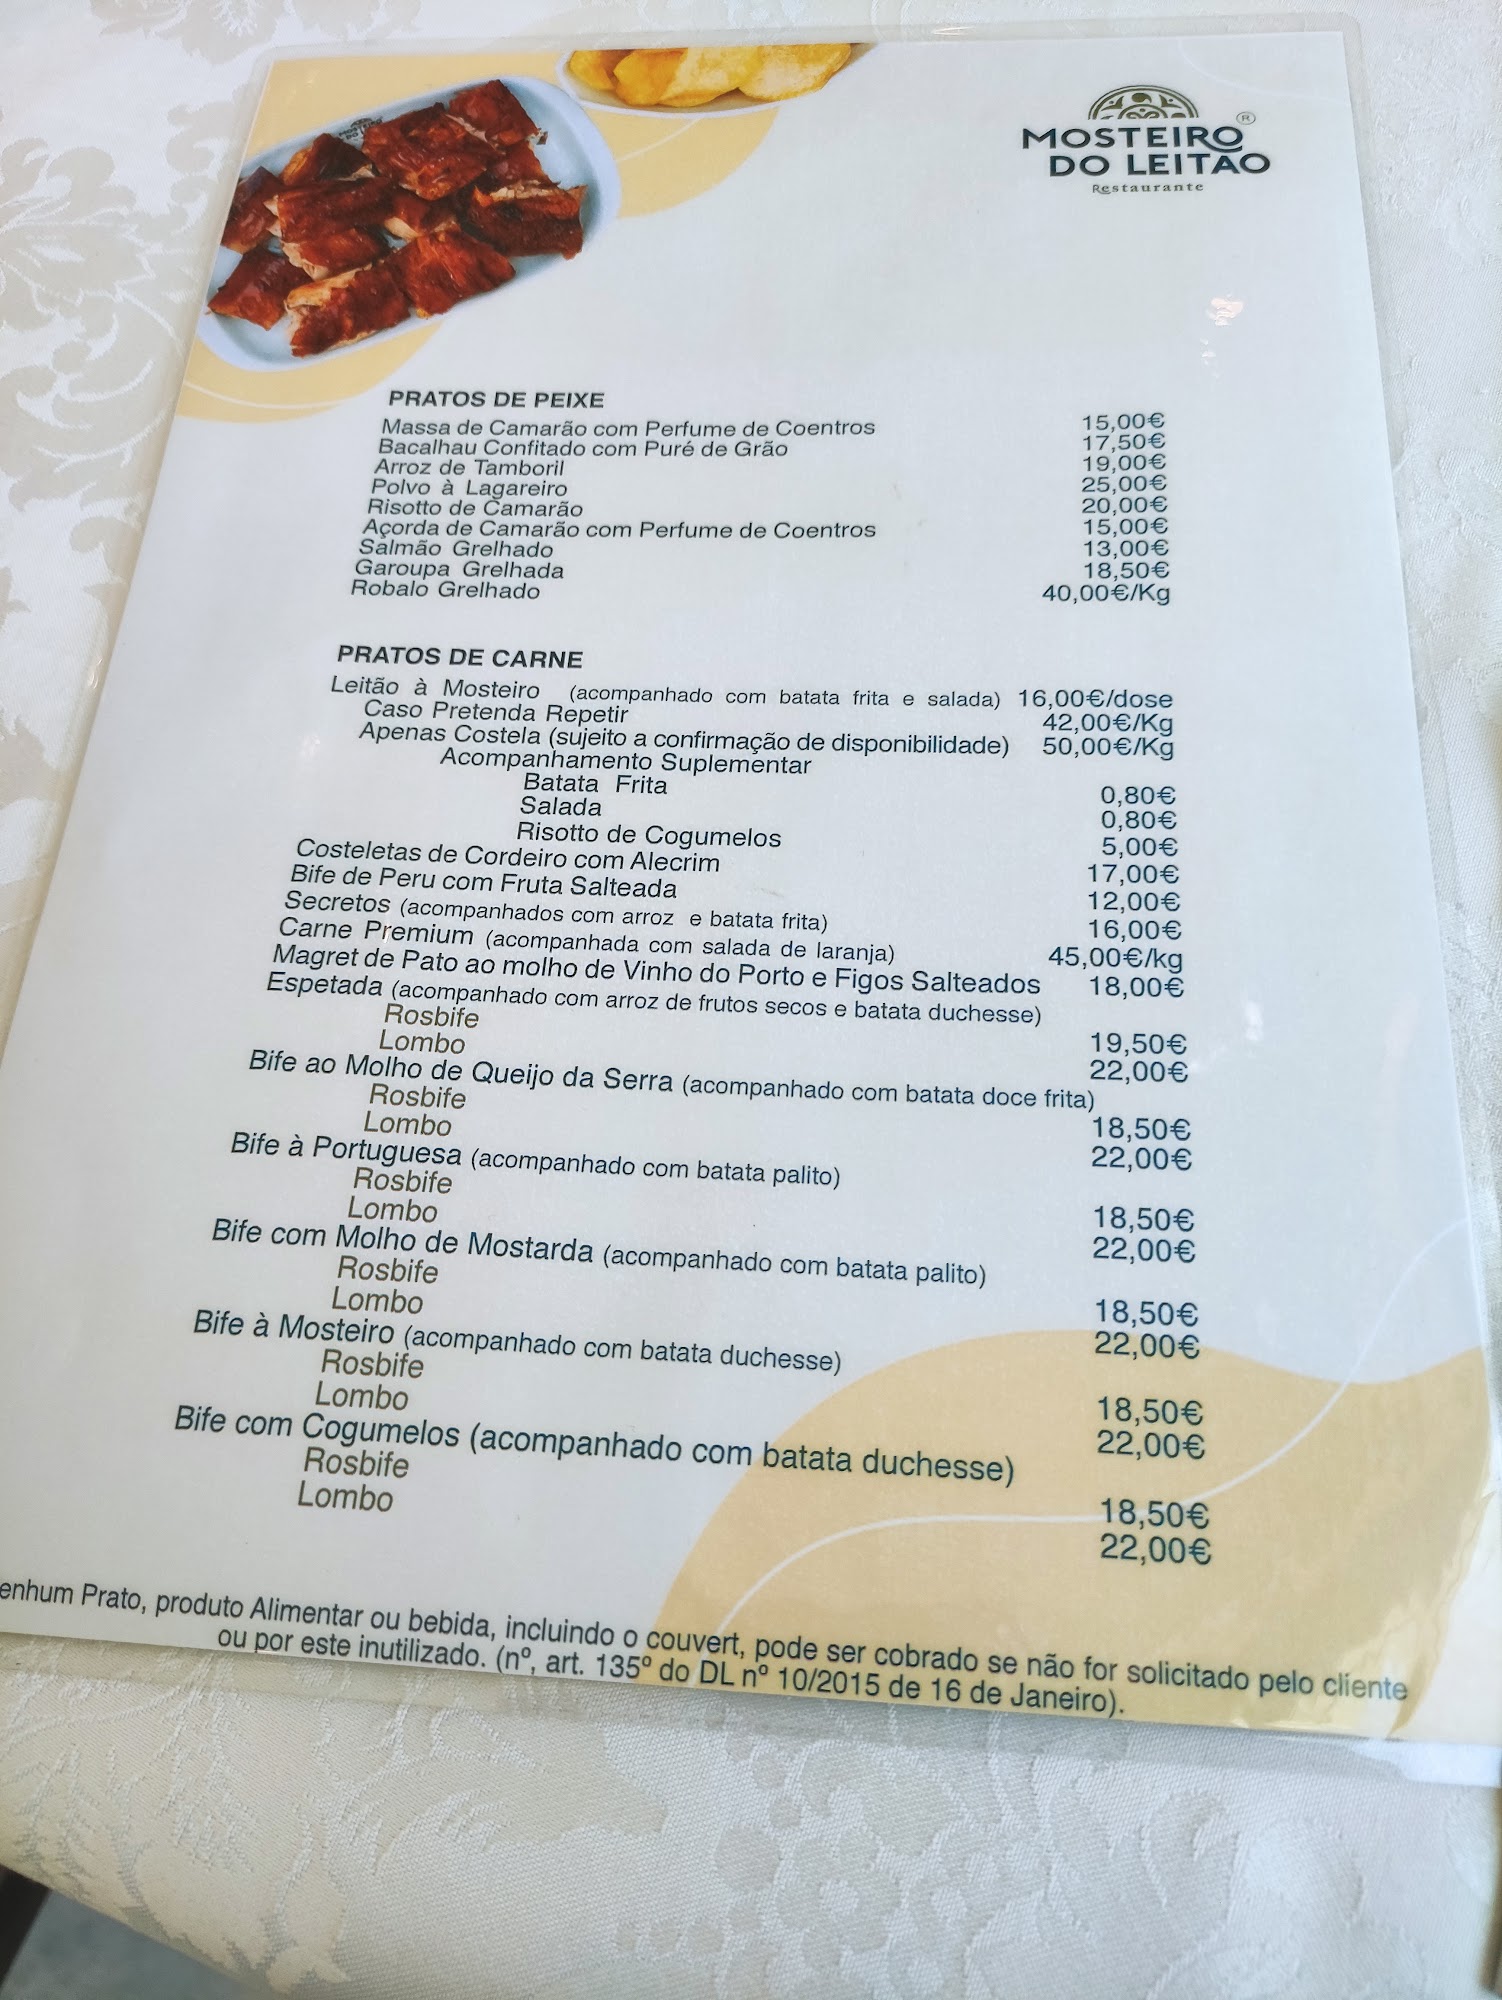 MOSTEIRO
DO LEITÃO
Restaurante
PRATOS DE PEIXE
Massa de Camarão com Perfume de Coentros 15,00€
Bacalhau Confitado com Puré de Grão 17,50€
Arroz de Tamboril 19,00€
Polvo à Lagareiro 25,00€
Risotto de Camarão 20,00€
Açorda de Camarão com Perfume de Coentros 15,00€
Salmão Grelhado 13,00€
Garoupa Grelhada 18,50€
Robalo Grelhado 40,00€/Kg
PRATOS DE CARNE
Leitão à Mosteiro (acompanhado com batata frita e salada) 16,00€/dose
Caso Pretenda Repetir 42,00€/Kg
Apenas Costela (sujeito a confirmação de disponibilidade) 50,00€/Kg
Acompanhamento Suplementar
Batata Frita 0,80€
Salada 0,80€
Risotto de Cogumelos 5,00€
Costeletas de Cordeiro com Alecrim 17,00€
Bife de Peru com Fruta Salteada 12,00€
Secretos (acompanhados com arroz e batata frita) 16,00€
Carne Premium (acompanhada com salada de laranja) 45,00€/kg
Magret de Pato ao molho de Vinho do Porto e Figos Salteados 18,00€
Espetada (acompanhado com arroz de frutos secos e batata duchesse)
Rosbife 19,50€
Lombo 22,00€
Bife ao Molho de Queijo da Serra (acompanhado com batata doce frita)
Rosbife 18,50€
Lombo 22,00€
Bife à Portuguesa (acompanhado com batata palito)
Rosbife 18,50€
Lombo 22,00€
Bife com Molho de Mostarda (acompanhado com batata palito)
Rosbife 18,50€
Lombo 22,00€
Bife à Mosteiro (acompanhado com batata duchesse)
Rosbife 18,50€
Lombo 22,00€
Bife com Cogumelos (acompanhado com batata duchesse)
Rosbife 18,50€
Lombo 22,00€
enhum Prato, produto Alimentar ou bebida, incluindo o couvert, pode ser cobrado se não for solicitado pelo cliente
ou por este inutilizado. (nº, art. 135º do DL nº 10/2015 de 16 de Janeiro).